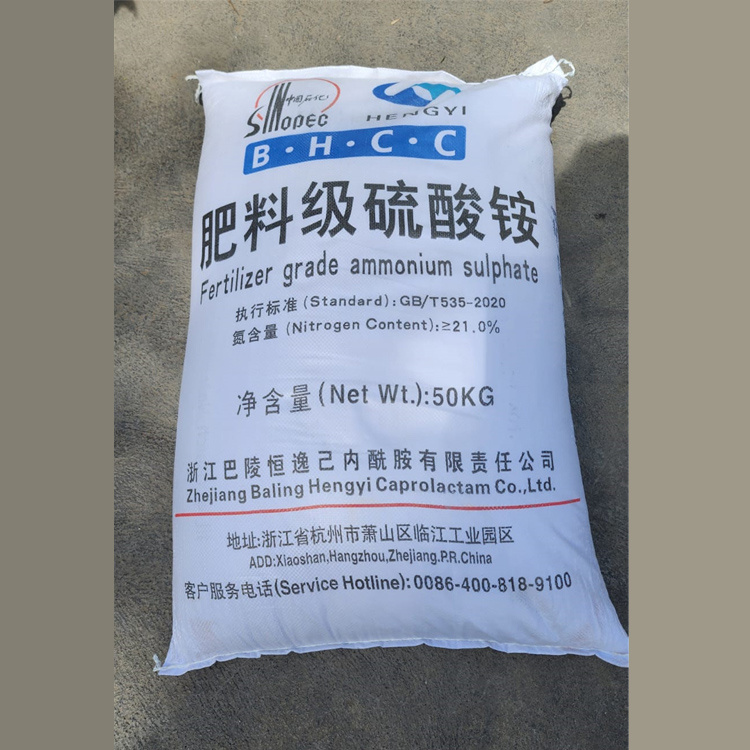 中国石化
SINOPEC
HENGYI
B·H·C·C
肥料级硫酸铵
Fertilizer grade ammonium sulphate
执行标准(Standard):GB/T535-2020
氮含量(Nitrogen Content):≥21.0%
净含量(Net Wt.):50KG
浙江巴陵恒逸己内酰胺有限责任公司
Zhejiang Baling Hengyi Caprolactam Co.,Ltd.
地址:浙江省杭州市萧山区临江工业园区
ADD:Xiaoshan,Hangzhou,Zhejiang.P.R.China
客户服务电话(Service Hotline):0086-400-818-9100